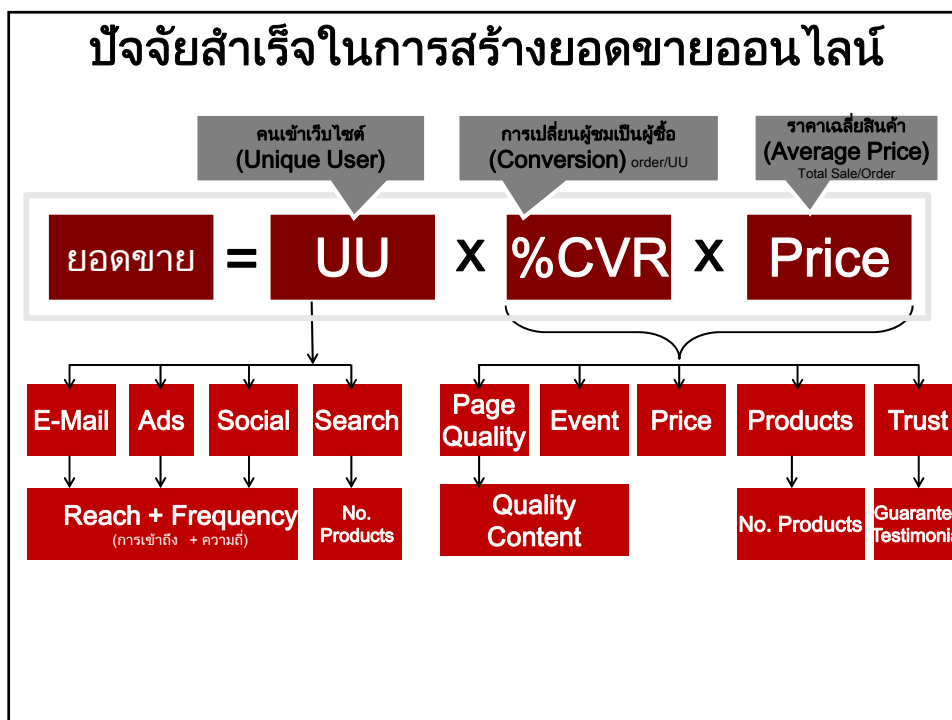 ปัจจัยสำเร็จในการสร้างยอดขายออนไลน์
คนเข้าเว็บไซต์
(Unique User)
การเปลี่ยนผู้ชมเป็นผู้ซื้อ
(Conversion) order/UU
ราคาเฉลี่ยสินค้า
(Average Price)
Total Sale/Order
ยอดขาย = UU x %CVR x Price
E-Mail
Ads
Social
Search
Page
Quality
Event
Price
Products
Trust
Reach + Frequency
(การเข้าถึง + ความถี่)
No.
Products
Quality
Content
No. Products
Guarante
Testimonia